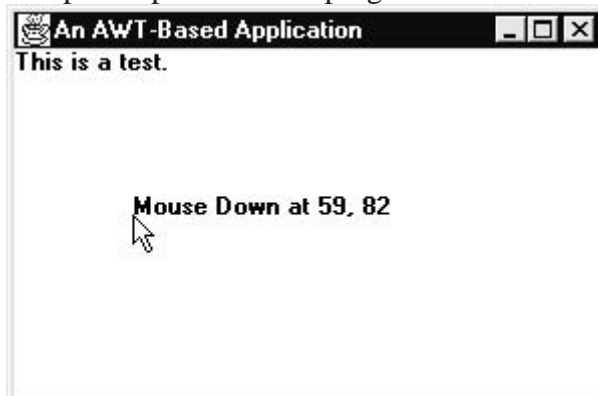 An AWT-Based Application
This is a test.
Mouse Down at 59, 82